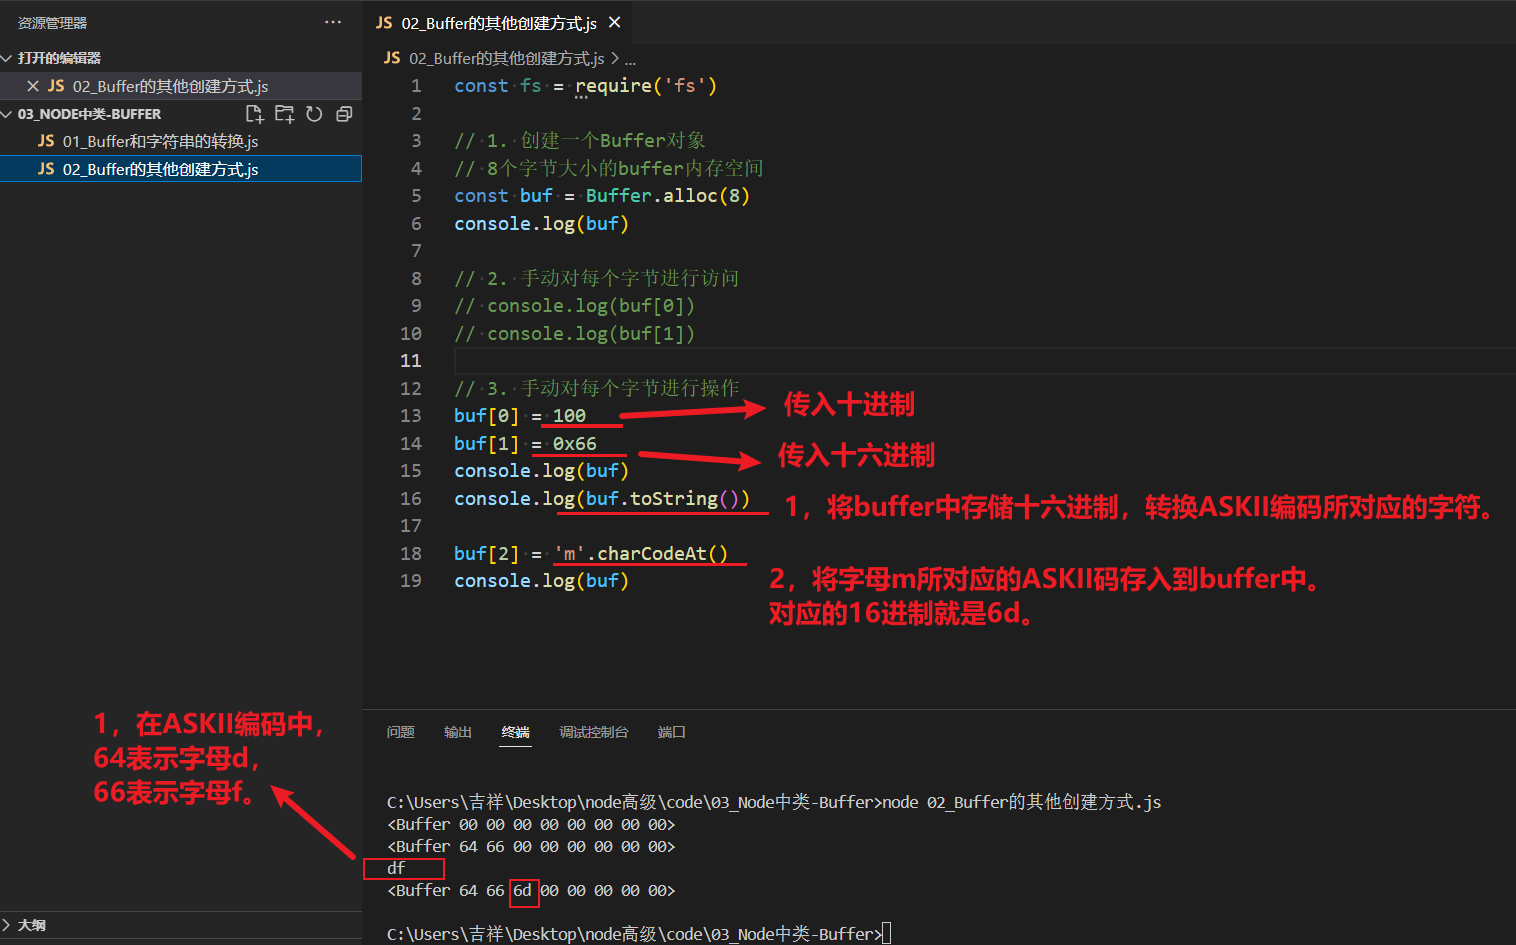 资源管理器
···
打开的编辑器
JS 02_Buffer的其他创建方式.js
03_NODE中类-BUFFER
JS 01_Buffer和字符串的转换.js
JS 02_Buffer的其他创建方式.js
大纲
JS 02_Buffer的其他创建方式.js
JS 02_Buffer的其他创建方式.js > ...
1 const fs = require('fs')
2
3 // 1. 创建一个Buffer对象
4 // 8个字节大小的buffer内存空间
5 const buf = Buffer.alloc(8)
6 console.log(buf)
7
8 // 2. 手动对每个字节进行访问
9 // console.log(buf[0])
10 // console.log(buf[1])
11
12 // 3. 手动对每个字节进行操作
13 buf[0] = 100
传入十进制
14 buf[1] = 0x66
传入十六进制
15 console.log(buf)
16 console.log(buf.toString())
1，将buffer中存储十六进制，转换ASKII编码所对应的字符。
17
18 buf[2] = 'm'.charCodeAt()
19 console.log(buf)
2，将字母m所对应的ASKII码存入到buffer中。
对应的16进制就是6d。
1，在ASKII编码中，
64表示字母d，
66表示字母f。
问题 输出 终端 调试控制台 端口
C:\Users\吉祥\Desktop\node高级\code\03_Node中类-Buffer>node 02_Buffer的其他创建方式.js
<Buffer 00 00 00 00 00 00 00 00>
<Buffer 64 66 00 00 00 00 00 00>
df
<Buffer 64 66 6d 00 00 00 00 00>
C:\Users\吉祥\Desktop\node高级\code\03_Node中类-Buffer>